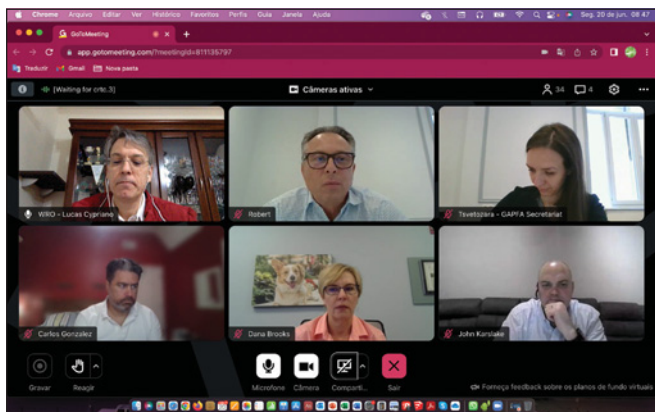 Chrome Arquivo Editar Ver Histórico Favoritos Perfis Guia Janela Ajuda Seg. 20 de jun. 08 47
GoToMeeting
app.gotomeeting.com/?meetingid=811135797
Traduzir Gmail Nova pasta
[Waiting for crtc.3] Câmeras ativas 34 4
WRO - Lucas Cypriano Robert Tsvetozara - GAPFA Secretariat
Carlos Gonzalez Dana Brooks John Karslake
Gravar Reagir Microfone Câmera Comparti... Sair Forneça feedback sobre os planos de fundo virtuais